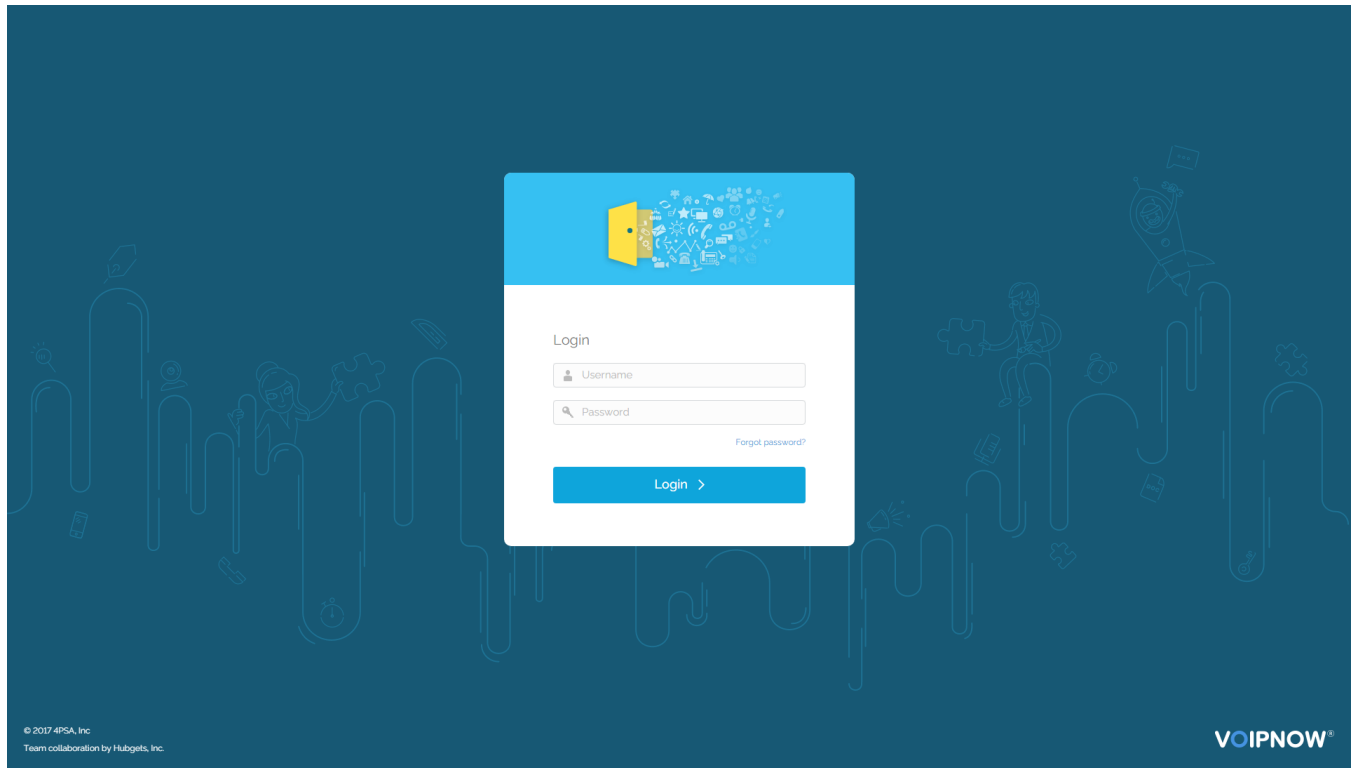 Login
Username
Password
Forgot password?
Login
© 2017 4PSA, Inc
Team collaboration by Hubgets, Inc.
VOIPNOW®